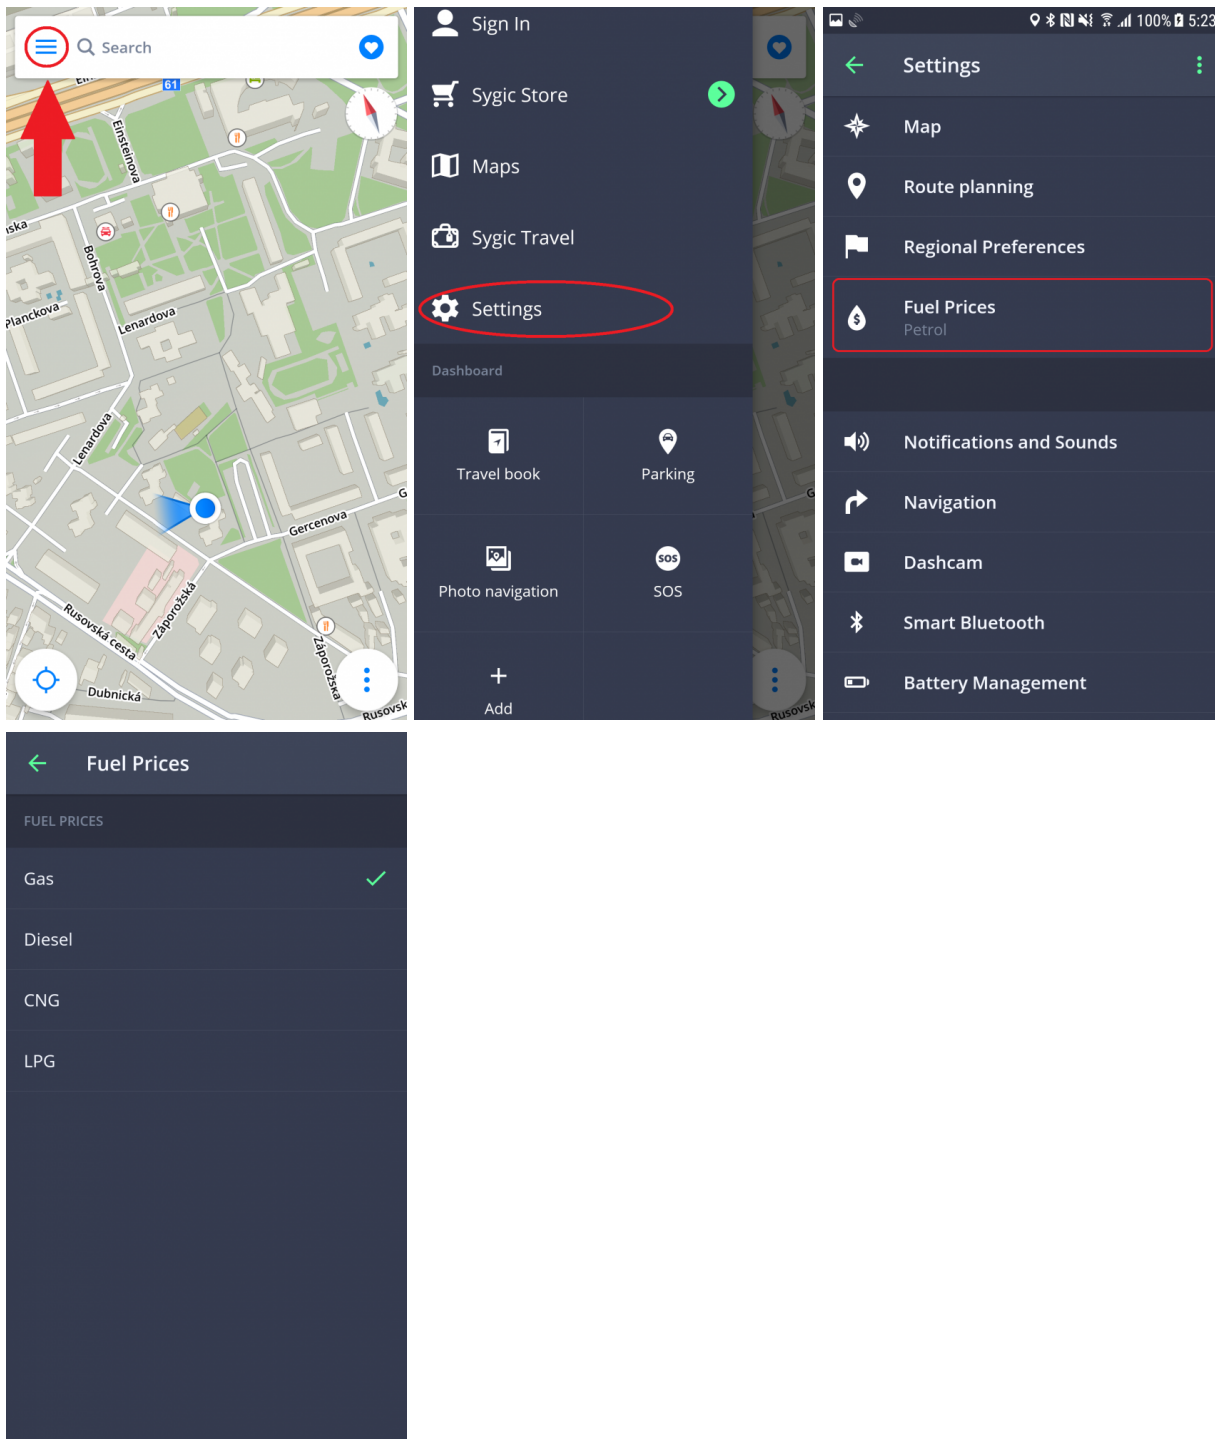 Search
61
Einsteinova
Bohrova
Planckova
Lenardova
Lenardova
Gercenova
Rusovská cesta
Záporožská
Záporožska
Dubnická
Rusovsk
Sign In
Sygic Store
Maps
Sygic Travel
Settings
Dashboard
Travel book
Parking
Photo navigation
SOS
SOS
Add
Rusovsk
100% 5:23
Settings
Map
Route planning
Regional Preferences
Fuel Prices
Petrol
Notifications and Sounds
Navigation
Dashcam
Smart Bluetooth
Battery Management
Fuel Prices
FUEL PRICES
Gas
Diesel
CNG
LPG